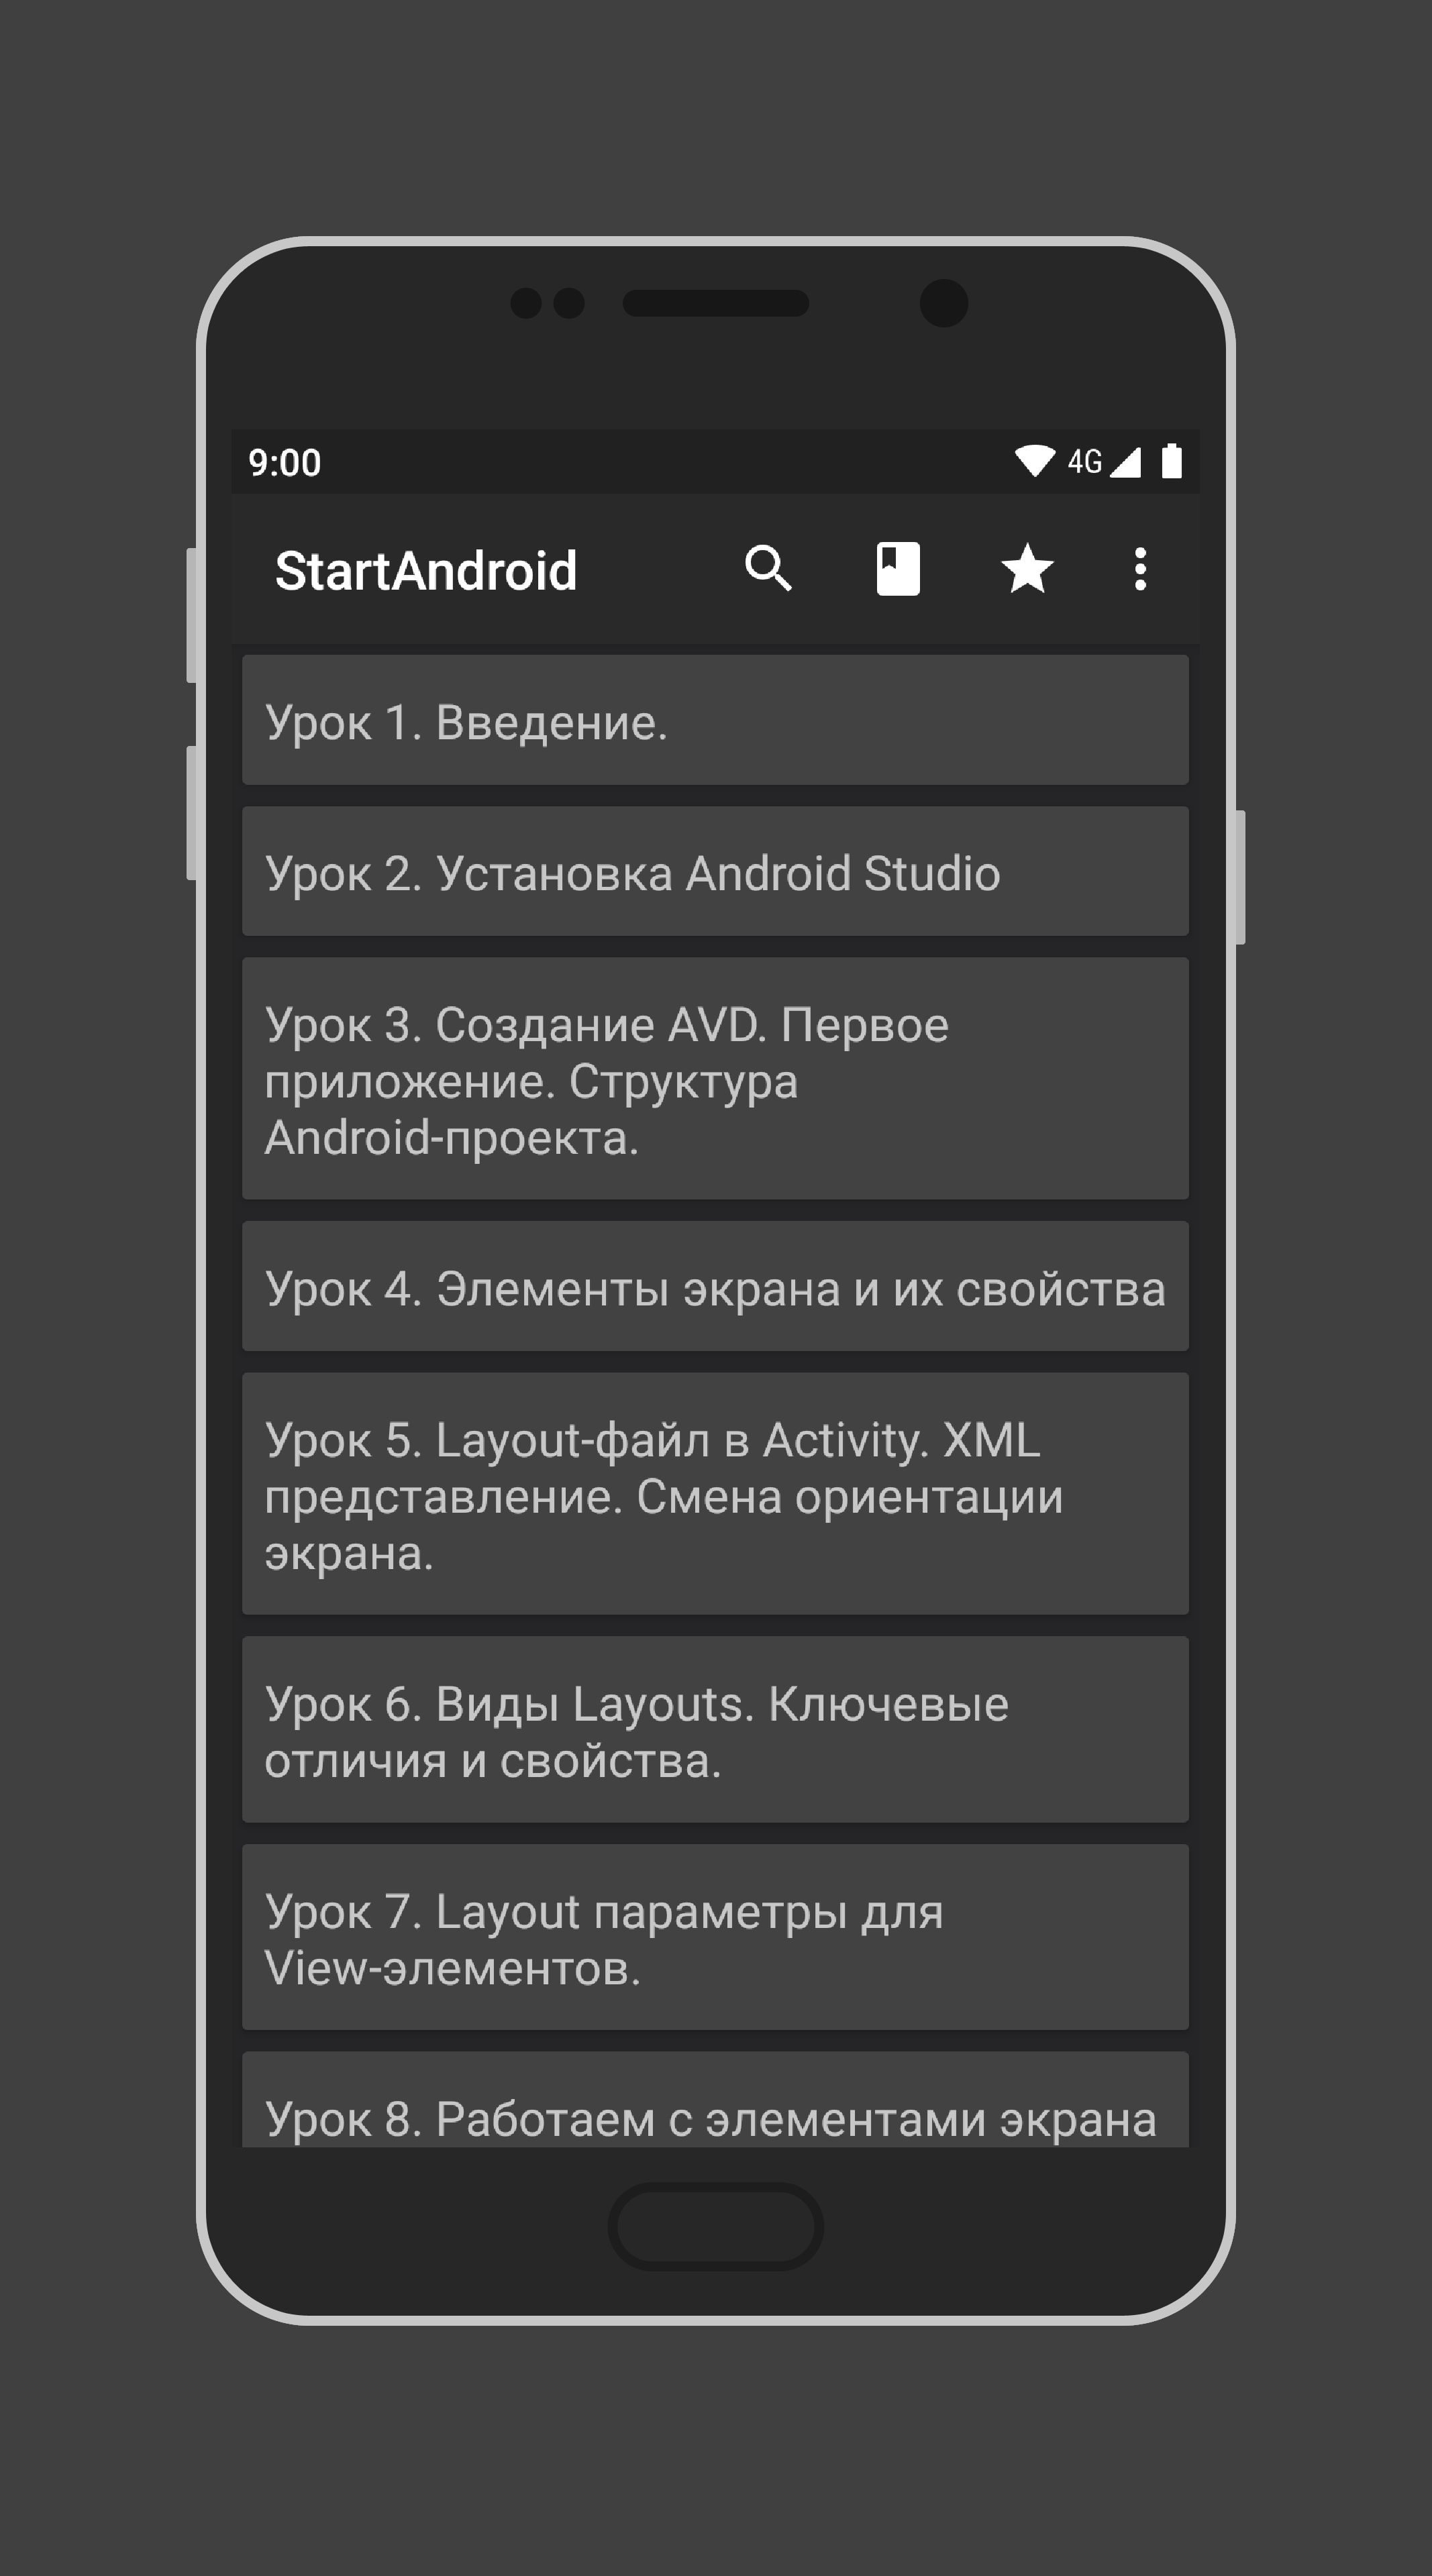 9:00
4G
StartAndroid
Урок 1. Введение.
Урок 2. Установка Android Studio
Урок 3. Создание AVD. Первое
приложение. Структура
Android-проекта.
Урок 4. Элементы экрана и их свойства
Урок 5. Layout-файл в Activity. XML
представление. Смена ориентации
экрана.
Урок 6. Виды Layouts. Ключевые
отличия и свойства.
Урок 7. Layout параметры для
View-элементов.
Урок 8. Работаем с элементами экрана